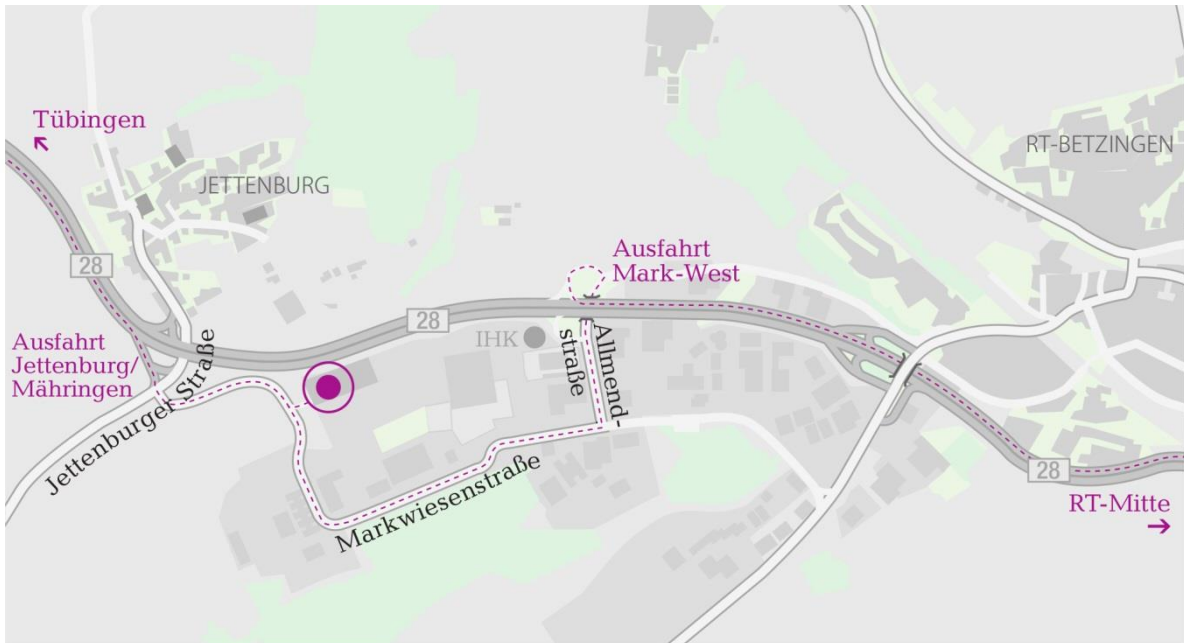 Tübingen
JETTENBURG
RT-BETZINGEN
28
Ausfahrt
Mark-West
28
IHK
Ausfahrt
Jettenburg/
Mähringen
Jettenburger Straße
Allmend-
straße
Markwiesenstraße
28
RT-Mitte